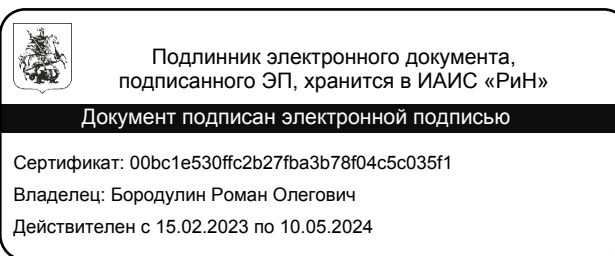 Подлинник электронного документа,
подписанного ЭП, хранится в ИАИС «РиН»
Документ подписан электронной подписью
Сертификат: 00bc1e530ffc2b27fba3b78f04c5c035f1
Владелец: Бородулин Роман Олегович
Действителен с 15.02.2023 по 10.05.2024